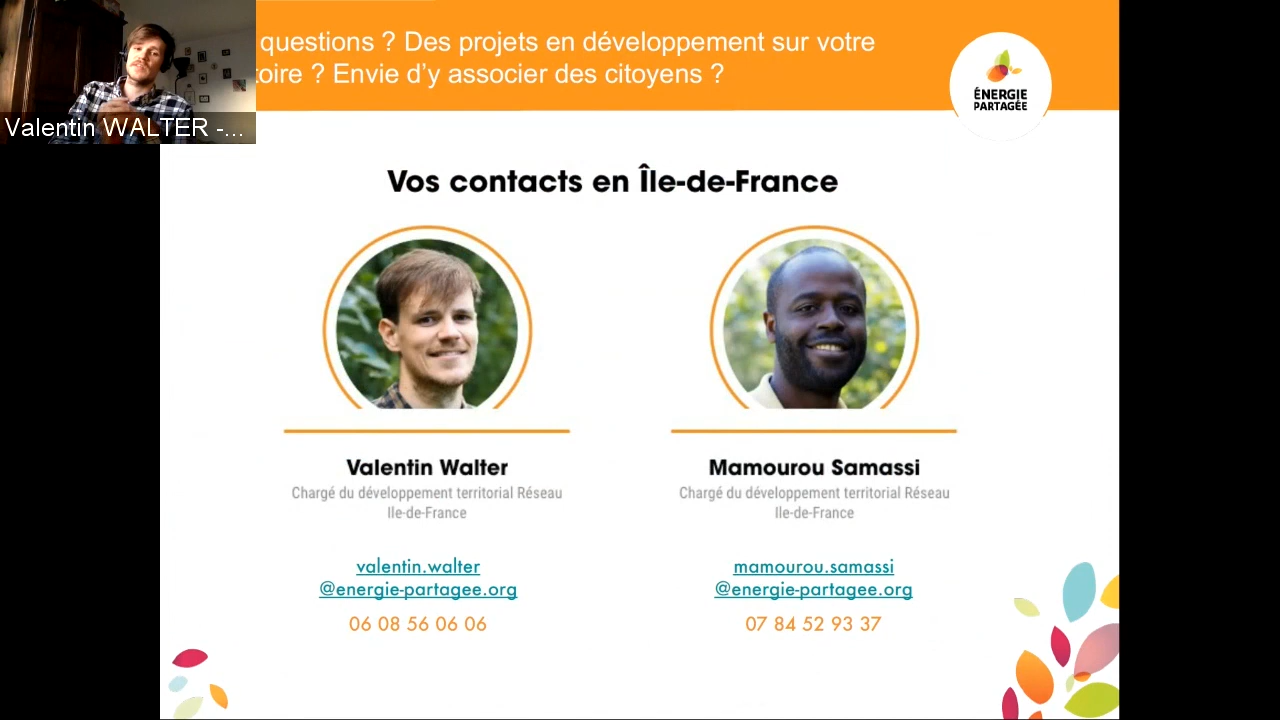 questions ? Des projets en développement sur votre
toire ? Envie d'y associer des citoyens ?
ÉNERGIE
PARTAGÉE
Valentin WALTER -...
Vos contacts en Île-de-France
Valentin Walter
Chargé du développement territorial Réseau
Ile-de-France
valentin.walter
@energie-partagee.org
06 08 56 06 06
Mamourou Samassi
Chargé du développement territorial Réseau
Ile-de-France
mamourou.samassi
@energie-partagee.org
07 84 52 93 37